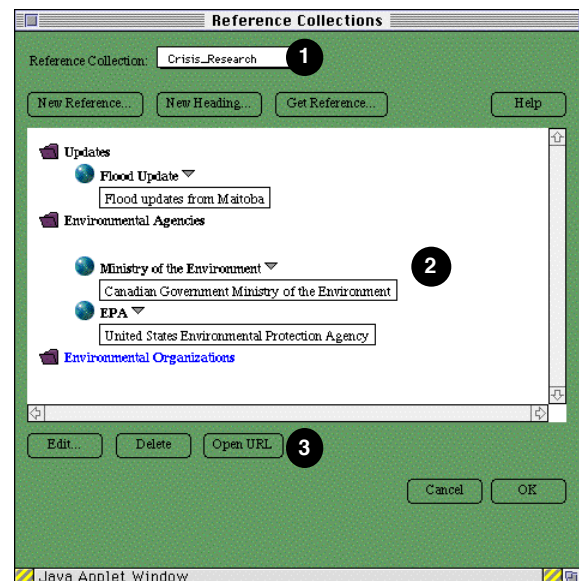 Reference Collections
Reference Collection: Crisis_Research 1
New Reference... New Heading... Get Reference... Help
Updates
Flood Update
Flood updates from Maitoba
Environmental Agencies
Ministry of the Environment 2
Canadian Government Ministry of the Environment
EPA
United States Environmental Protection Agency
Environmental Organizations
Edit... Delete Open URL 3
Cancel OK
Java Applet Window